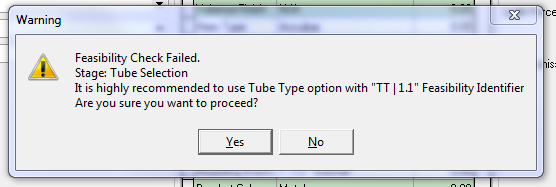 Warning
Feasibility Check Failed.
Stage: Tube Selection
It is highly recommended to use Tube Type option with "TT | 1.1" Feasibility Identifier
Are you sure you want to proceed?
Yes
No